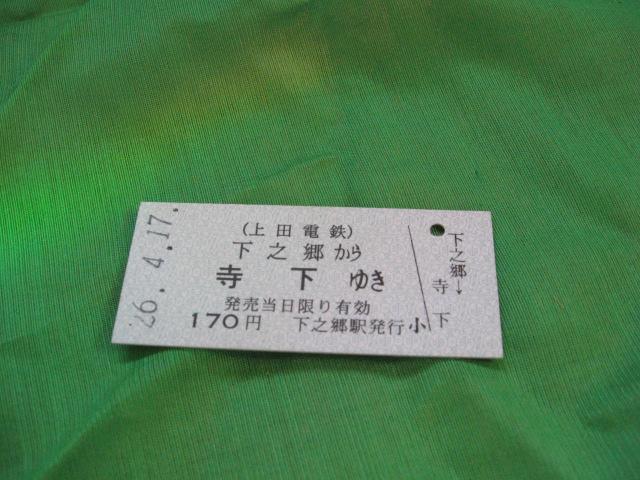 26.4.17.
(上田電鉄)
下之郷から
寺下ゆき
発売当日限り有効
170円 下之郷駅発行 小
下之郷→
寺下